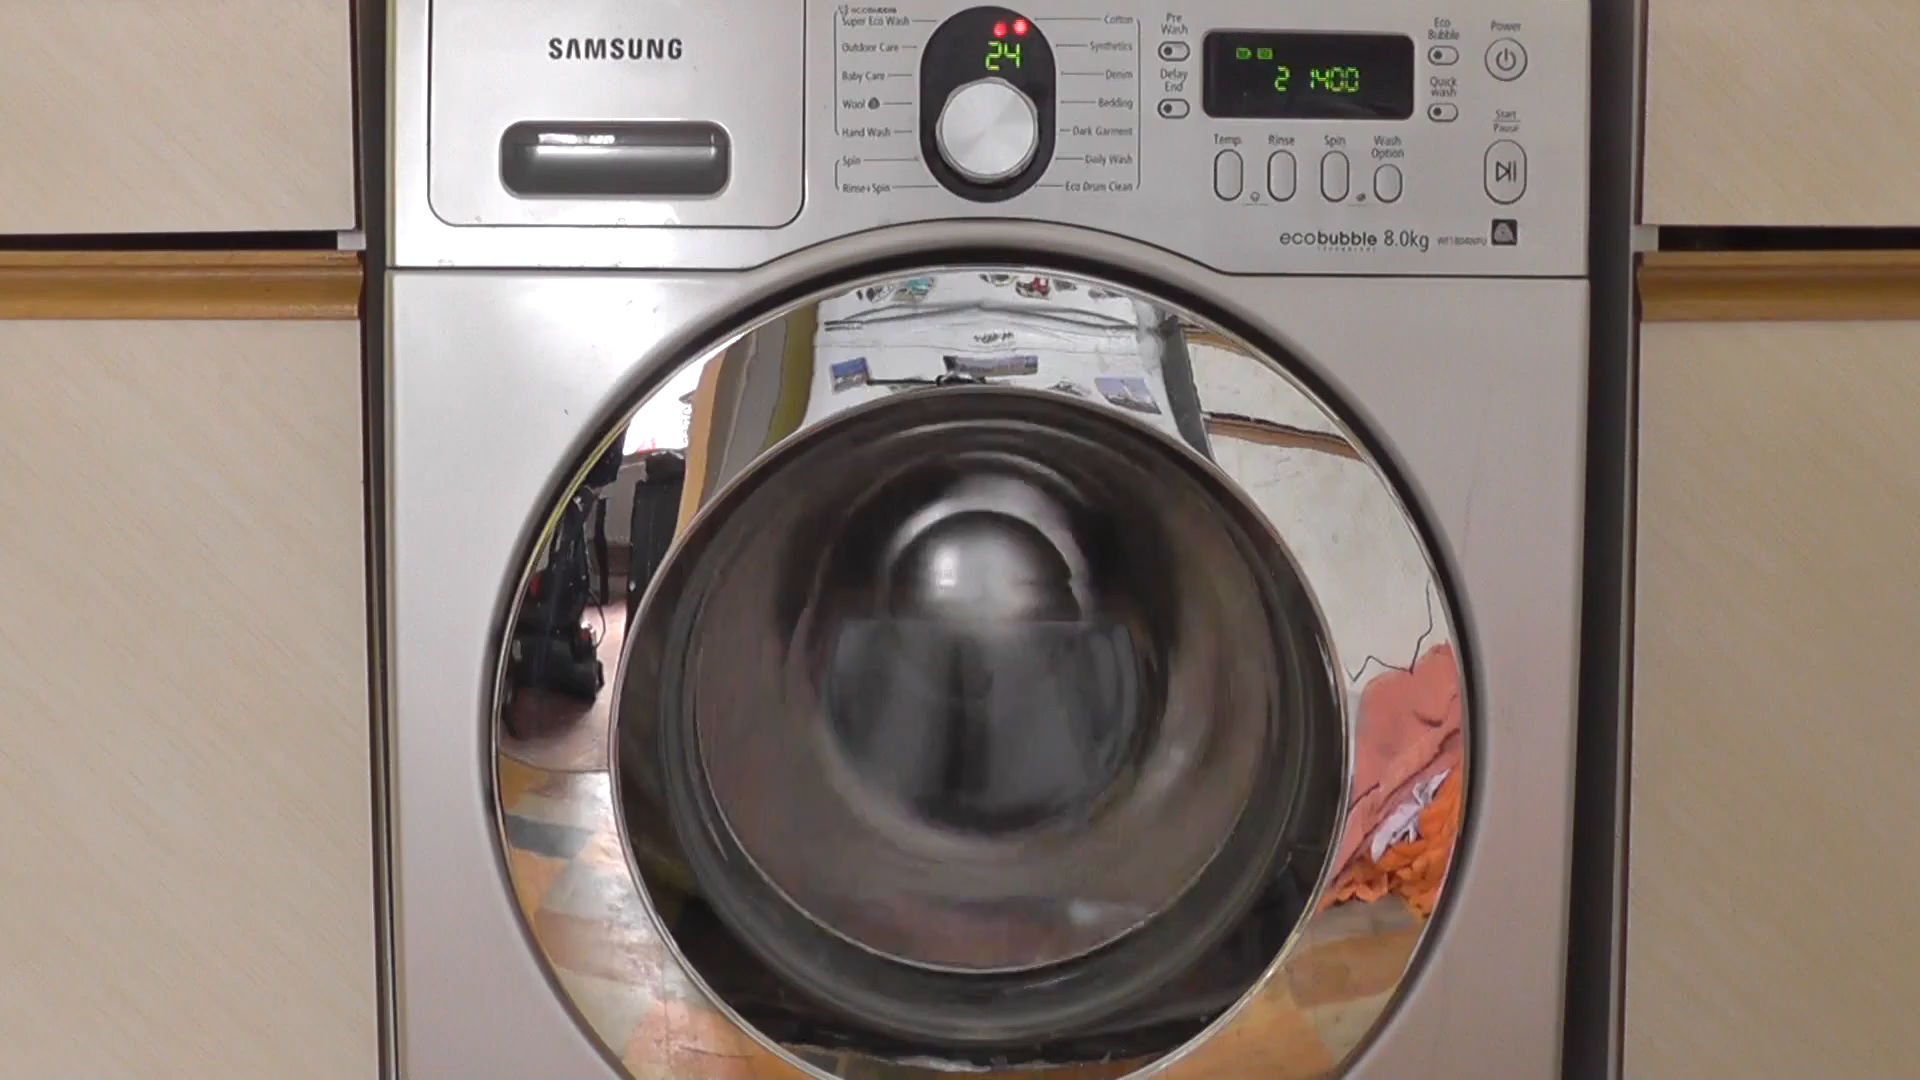 SAMSUNG
ecobubble
Super Eco Wash
Outdoor Care
Baby Care
Wool
Hand Wash
Spin
Rinse+Spin
24
Cotton
Synthetics
Denim
Bedding
Dark Garment
Daily Wash
Eco Drum Clean
Pre
Wash
Delay
End
2 1400
Eco
Bubble
Quick
Wash
Power
Start
Pause
Temp.
Rinse
Spin
Wash
Option
ecobubble 8.0kg